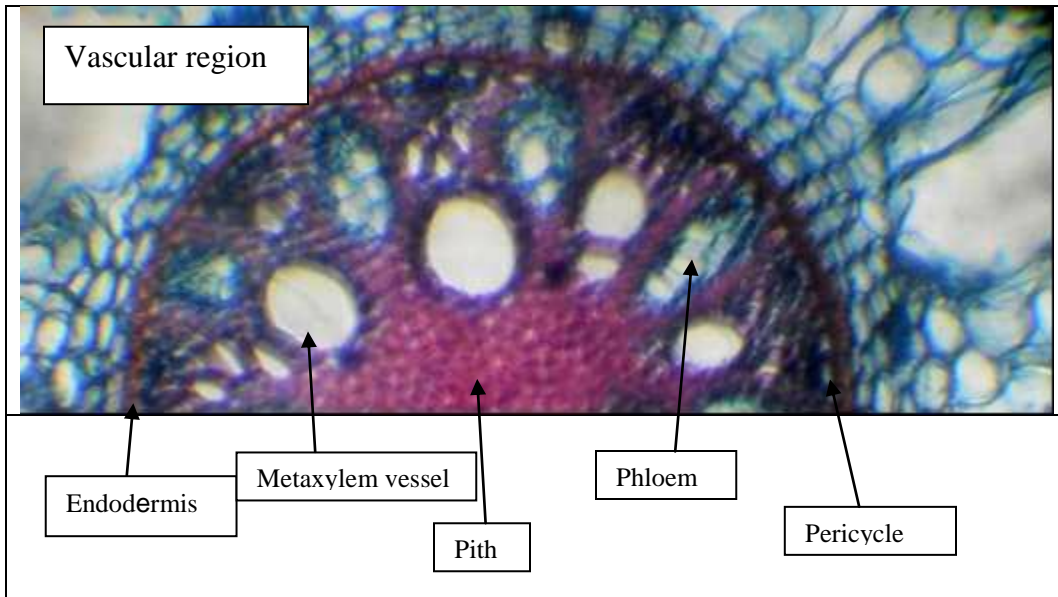 Vascular region
Endodermis
Metaxylem vessel
Pith
Phloem
Pericycle